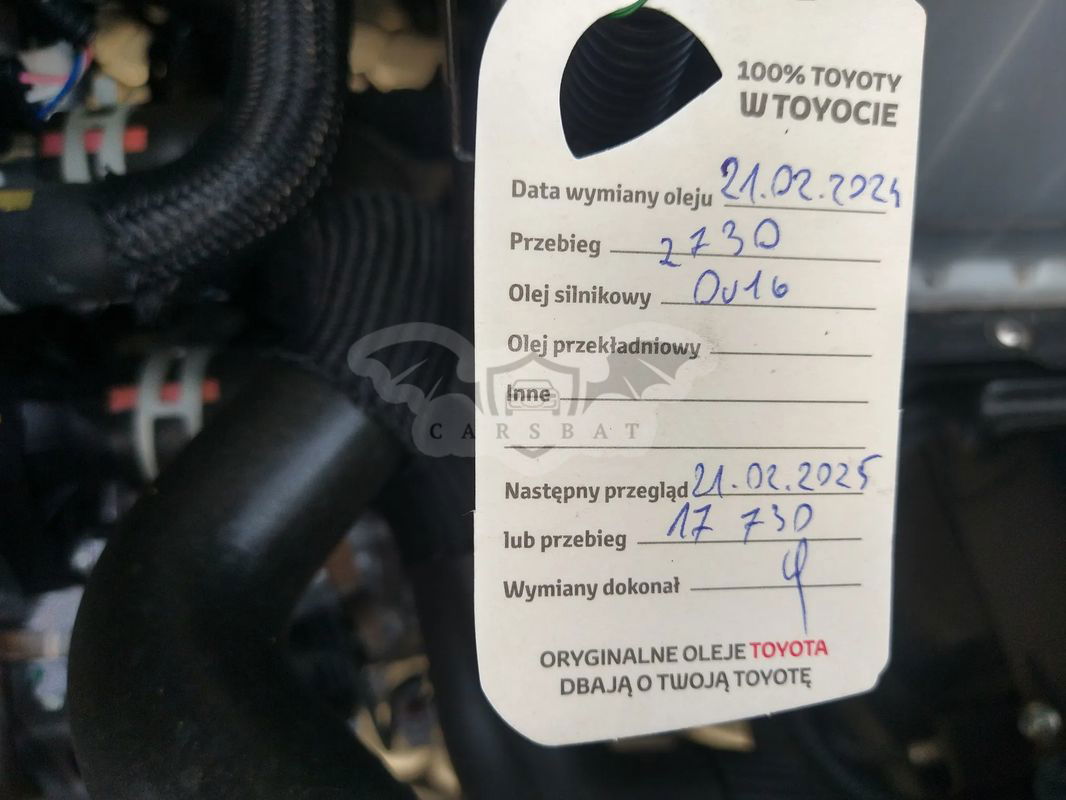 100% TOYOTY
W TOYOCIE
Data wymiany oleju 21.02.2024
Przebieg 2730
Olej silnikowy 0W16
Olej przekładniowy
Inne
CARSBAT
Następny przegląd 21.02.2025
lub przebieg 17 730
Wymiany dokonał
ORYGINALNE OLEJE TOYOTA
DBAJĄ O TWOJĄ TOYOTĘ